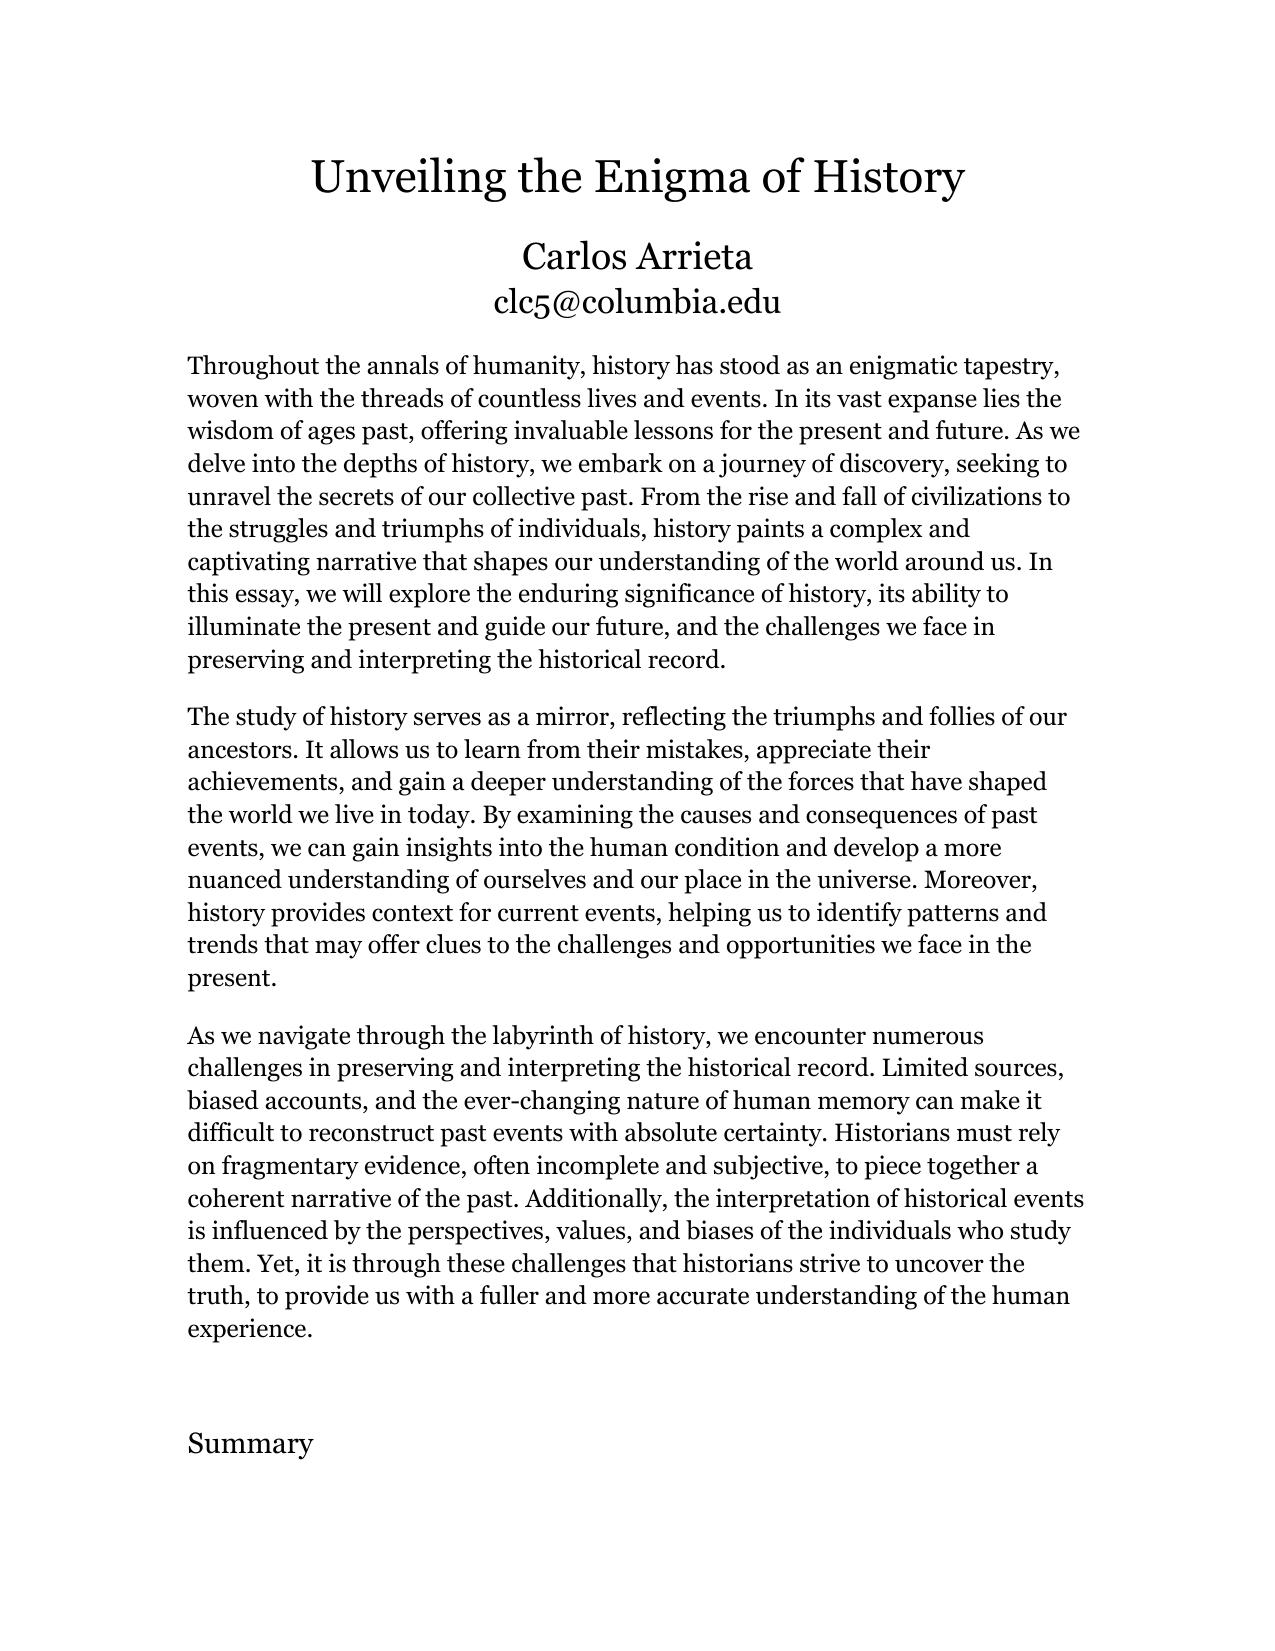 Unveiling the Enigma of History
Carlos Arrieta
clc5@columbia.edu
Throughout the annals of humanity, history has stood as an enigmatic tapestry,
woven with the threads of countless lives and events. In its vast expanse lies the
wisdom of ages past, offering invaluable lessons for the present and future. As we
delve into the depths of history, we embark on a journey of discovery, seeking to
unravel the secrets of our collective past. From the rise and fall of civilizations to
the struggles and triumphs of individuals, history paints a complex and
captivating narrative that shapes our understanding of the world around us. In
this essay, we will explore the enduring significance of history, its ability to
illuminate the present and guide our future, and the challenges we face in
preserving and interpreting the historical record.
The study of history serves as a mirror, reflecting the triumphs and follies of our
ancestors. It allows us to learn from their mistakes, appreciate their
achievements, and gain a deeper understanding of the forces that have shaped
the world we live in today. By examining the causes and consequences of past
events, we can gain insights into the human condition and develop a more
nuanced understanding of ourselves and our place in the universe. Moreover,
history provides context for current events, helping us to identify patterns and
trends that may offer clues to the challenges and opportunities we face in the
present.
As we navigate through the labyrinth of history, we encounter numerous
challenges in preserving and interpreting the historical record. Limited sources,
biased accounts, and the ever-changing nature of human memory can make it
difficult to reconstruct past events with absolute certainty. Historians must rely
on fragmentary evidence, often incomplete and subjective, to piece together a
coherent narrative of the past. Additionally, the interpretation of historical events
is influenced by the perspectives, values, and biases of the individuals who study
them. Yet, it is through these challenges that historians strive to uncover the
truth, to provide us with a fuller and more accurate understanding of the human
experience.
Summary